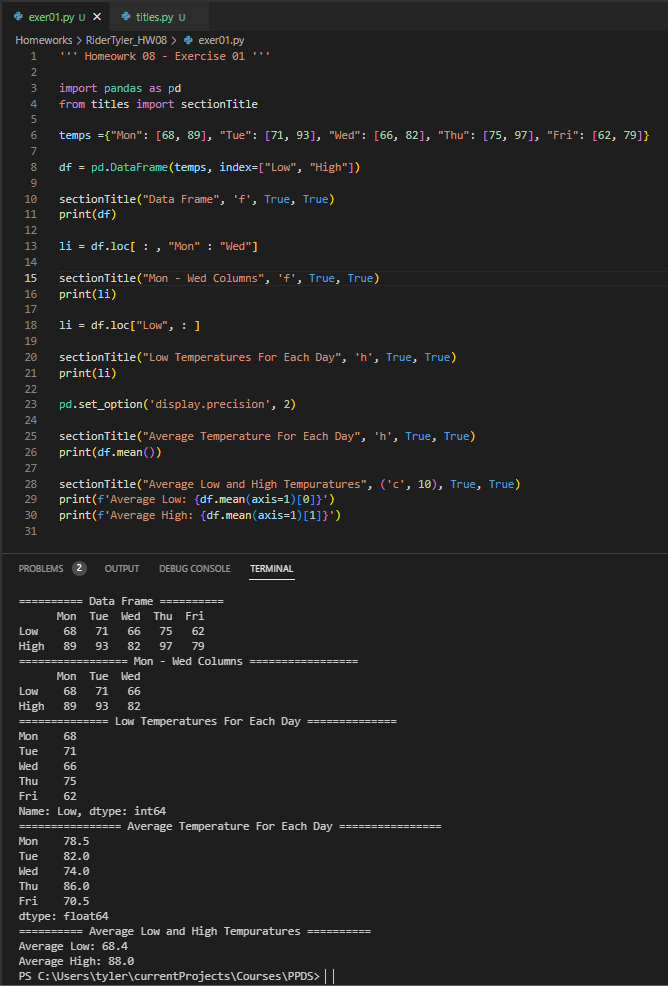 exer01.py U × titles.py U
Homeworks > RiderTyler_HW08 > exer01.py
1 ''' Homeowrk 08 - Exercise 01 '''
2
3 import pandas as pd
4 from titles import sectionTitle
5
6 temps ={"Mon": [68, 89], "Tue": [71, 93], "Wed": [66, 82], "Thu": [75, 97], "Fri": [62, 79]}
7
8 df = pd.DataFrame(temps, index=["Low", "High"])
9
10 sectionTitle("Data Frame", 'f', True, True)
11 print(df)
12
13 li = df.loc[ : , "Mon" : "Wed"]
14
15 sectionTitle("Mon - Wed Columns", 'f', True, True)
16 print(li)
17
18 li = df.loc["Low", : ]
19
20 sectionTitle("Low Temperatures For Each Day", 'h', True, True)
21 print(li)
22
23 pd.set_option('display.precision', 2)
24
25 sectionTitle("Average Temperature For Each Day", 'h', True, True)
26 print(df.mean())
27
28 sectionTitle("Average Low and High Tempuratures", ('c', 10), True, True)
29 print(f'Average Low: {df.mean(axis=1)[0]}')
30 print(f'Average High: {df.mean(axis=1)[1]}')
31
PROBLEMS 2 OUTPUT DEBUG CONSOLE TERMINAL
========== Data Frame ==========
Mon Tue Wed Thu Fri
Low 68 71 66 75 62
High 89 93 82 97 79
================= Mon - Wed Columns =================
Mon Tue Wed
Low 68 71 66
High 89 93 82
============== Low Temperatures For Each Day ==============
Mon 68
Tue 71
Wed 66
Thu 75
Fri 62
Name: Low, dtype: int64
================ Average Temperature For Each Day ================
Mon 78.5
Tue 82.0
Wed 74.0
Thu 86.0
Fri 70.5
dtype: float64
========== Average Low and High Tempuratures ==========
Average Low: 68.4
Average High: 88.0
PS C:\Users\tyler\currentProjects\Courses\PPDS>